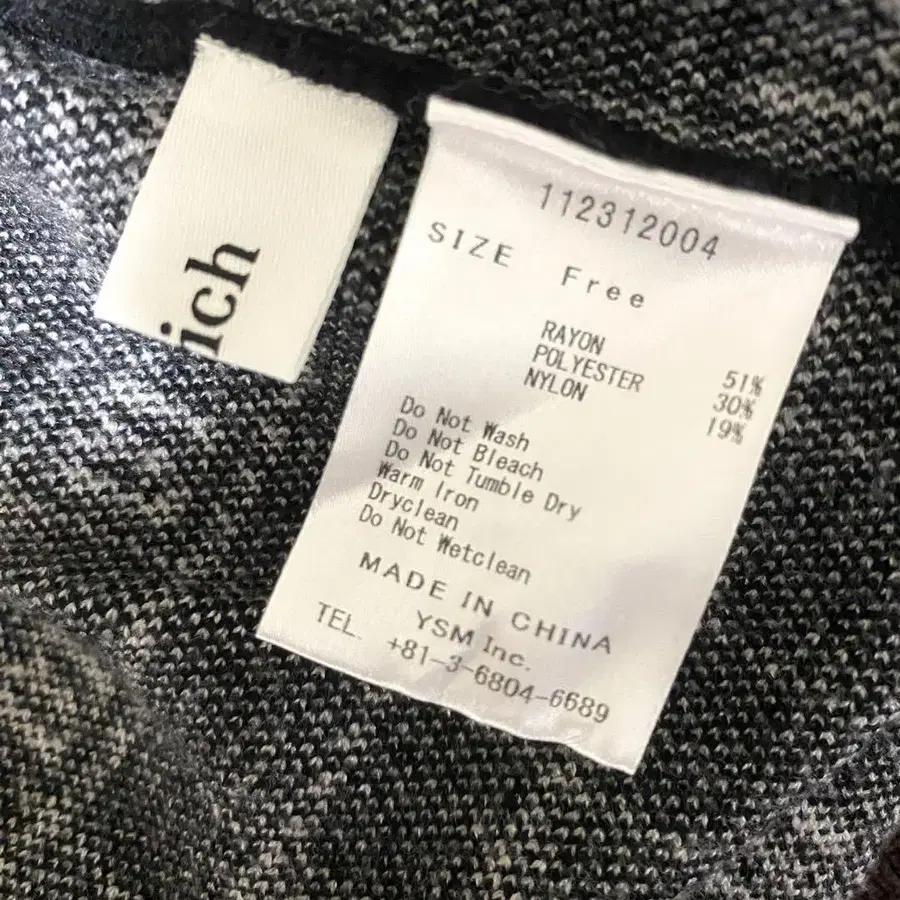 ich
112312004
SIZE Free
RAYON 51%
POLYESTER 30%
NYLON 19%
Do Not Wash
Do Not Bleach
Do Not Tumble Dry
Warm Iron
Dryclean
Do Not Wetclean
MADE IN CHINA
YSM Inc.
TEL. +81-3-6804-6689